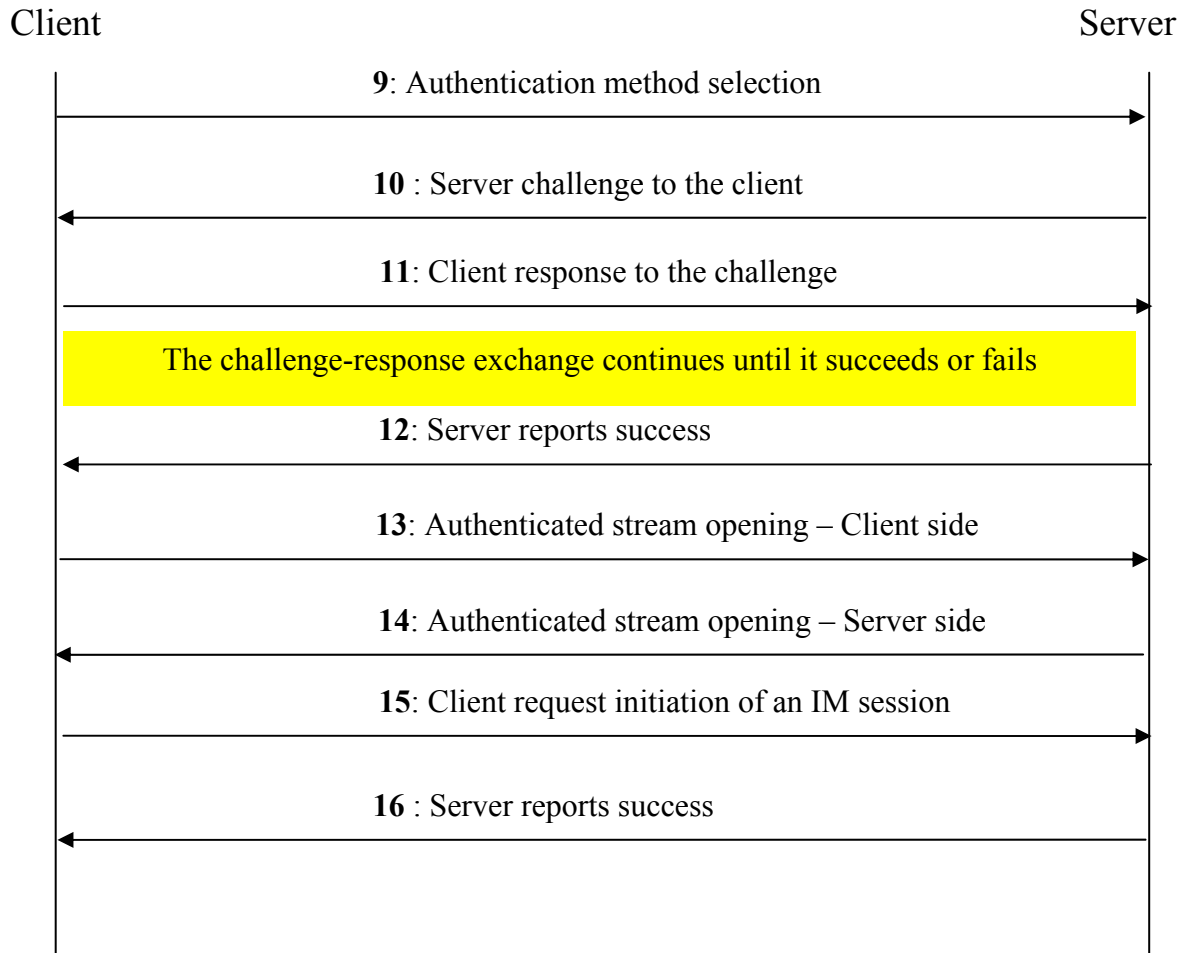 Client
Server
9: Authentication method selection
10 : Server challenge to the client
11: Client response to the challenge
The challenge-response exchange continues until it succeeds or fails
12: Server reports success
13: Authenticated stream opening – Client side
14: Authenticated stream opening – Server side
15: Client request initiation of an IM session
16 : Server reports success